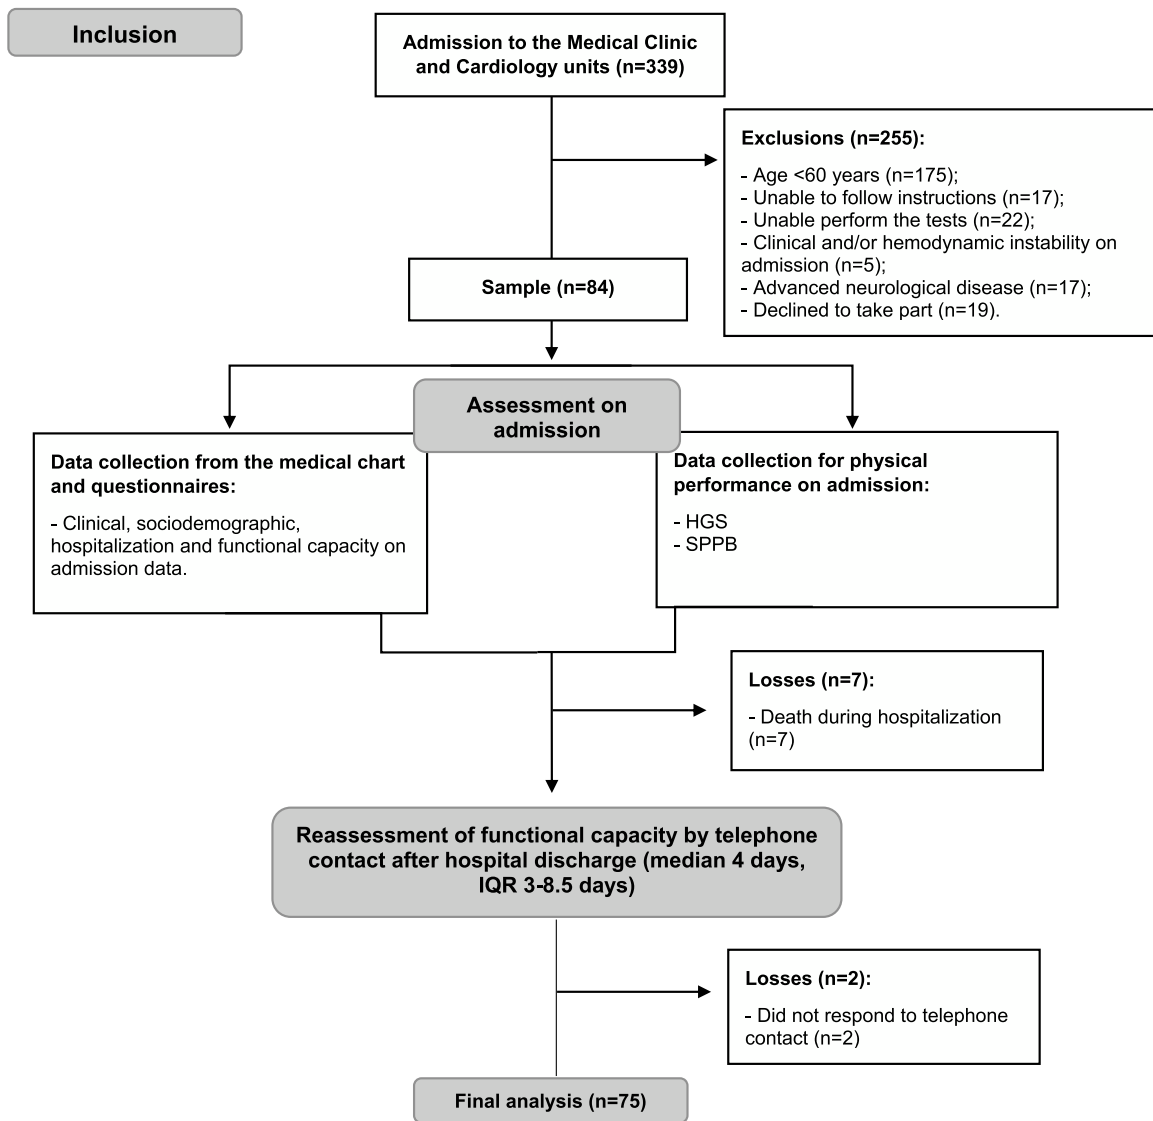 Inclusion
Admission to the Medical Clinic
and Cardiology units (n=339)
Exclusions (n=255):
- Age <60 years (n=175);
- Unable to follow instructions (n=17);
- Unable perform the tests (n=22);
- Clinical and/or hemodynamic instability on
admission (n=5);
- Advanced neurological disease (n=17);
- Declined to take part (n=19).
Sample (n=84)
Assessment on
admission
Data collection from the medical chart
and questionnaires:
- Clinical, sociodemographic,
hospitalization and functional capacity on
admission data.
Data collection for physical
performance on admission:
- HGS
- SPPB
Losses (n=7):
- Death during hospitalization
(n=7)
Reassessment of functional capacity by telephone
contact after hospital discharge (median 4 days,
IQR 3-8.5 days)
Losses (n=2):
- Did not respond to telephone
contact (n=2)
Final analysis (n=75)